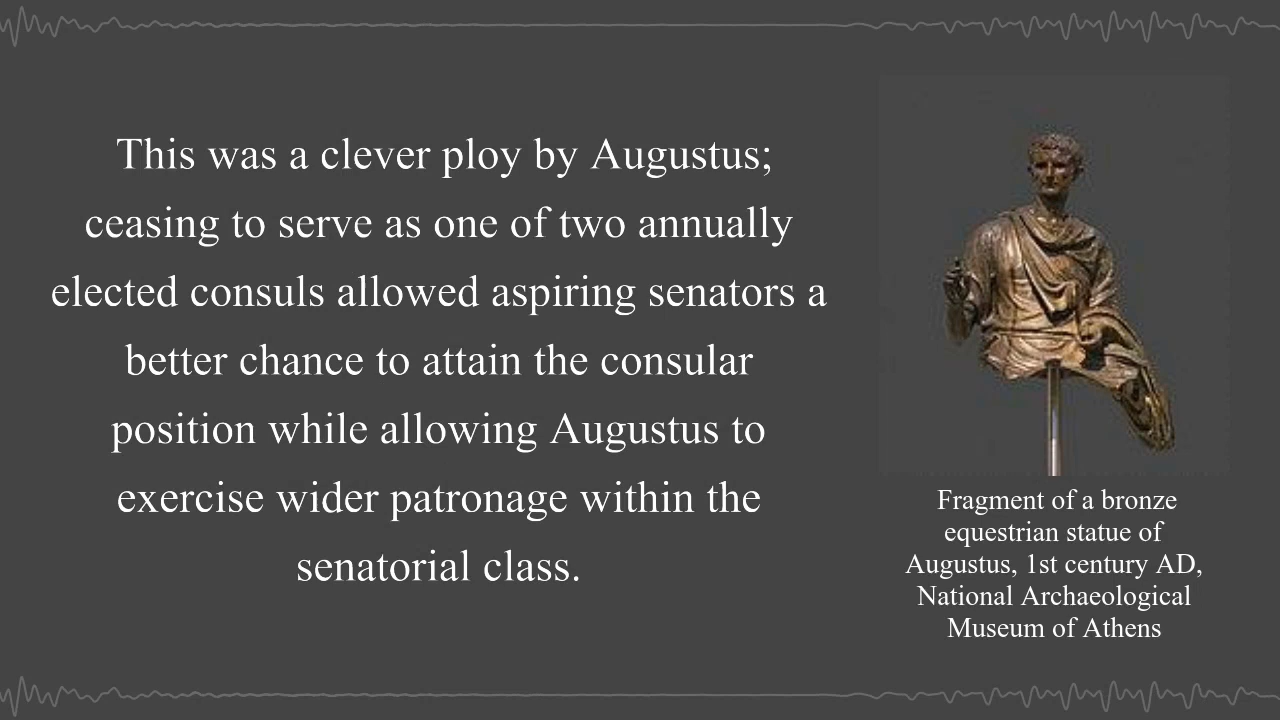 This was a clever ploy by Augustus;
ceasing to serve as one of two annually
elected consuls allowed aspiring senators a
better chance to attain the consular
position while allowing Augustus to
exercise wider patronage within the
senatorial class.
Fragment of a bronze
equestrian statue of
Augustus, 1st century AD,
National Archaeological
Museum of Athens